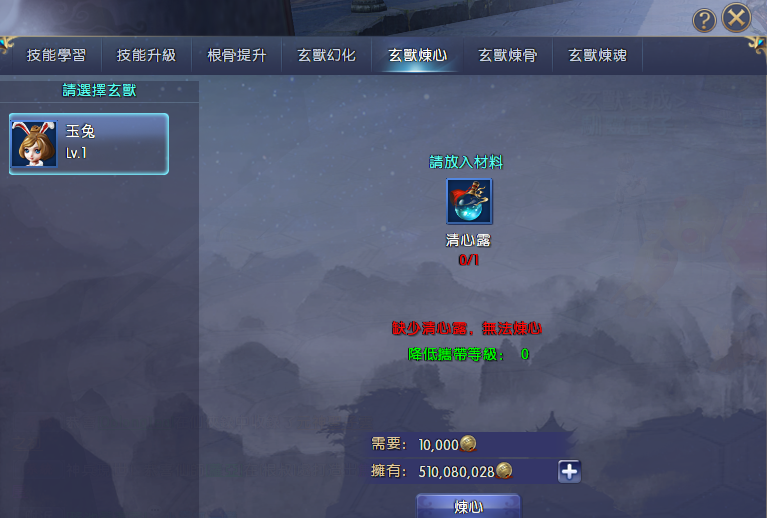 技能學習 技能升級 根骨提升 玄獸幻化 玄獸煉心 玄獸煉骨 玄獸煉魂
請選擇玄獸
玉兔
Lv.1
請放入材料
清心露
0/1
缺少清心露，無法煉心
降低攜帶等級： 0
需要： 10,000
擁有： 510,080,028
煉心